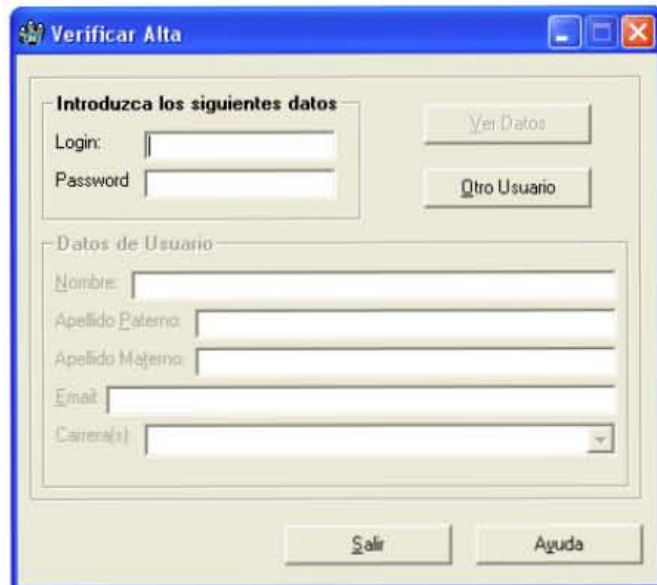 Verificar Alta
Introduzca los siguientes datos
Login:
Password
Ver Datos
Otro Usuario
Datos de Usuario
Nombre:
Apellido Paterno:
Apellido Materno:
Email:
Carrera(s):
Salir
Ayuda